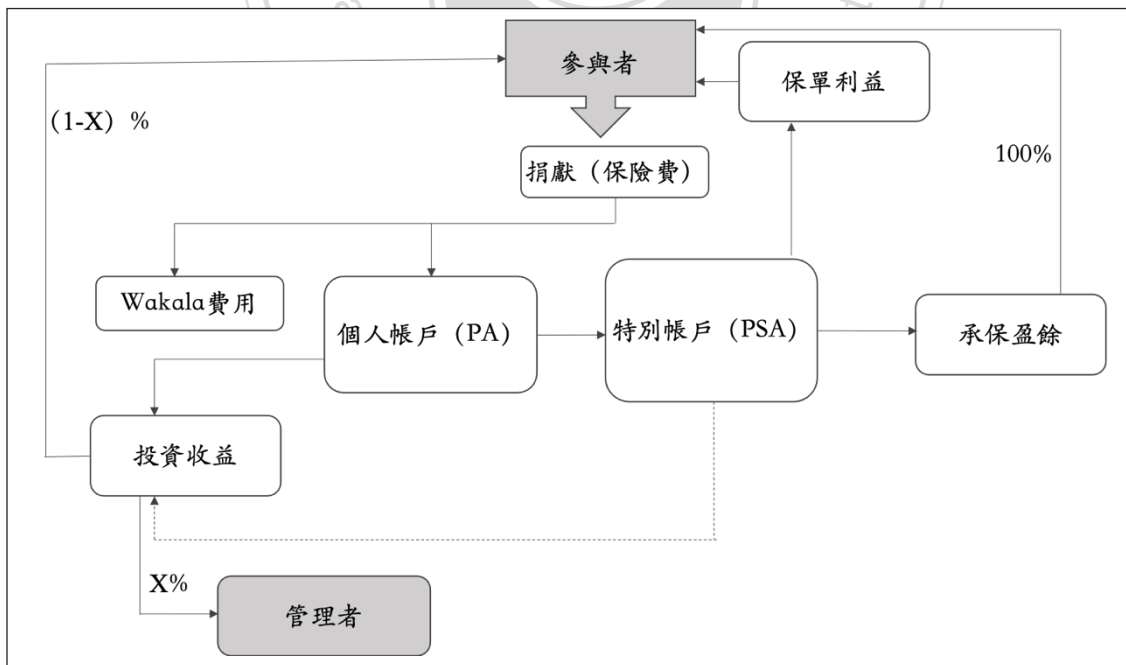 參與者
保單利益
(1-X) %
100%
捐獻（保險費）
Wakala費用
個人帳戶（PA）
特別帳戶（PSA）
承保盈餘
投資收益
X%
管理者